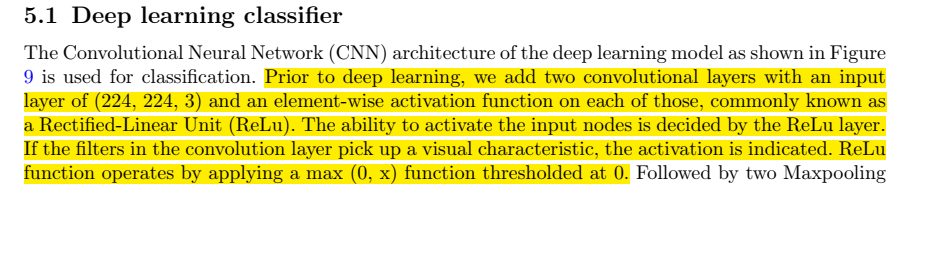 5.1 Deep learning classifier
The Convolutional Neural Network (CNN) architecture of the deep learning model as shown in Figure
9 is used for classification. Prior to deep learning, we add two convolutional layers with an input
layer of (224, 224, 3) and an element-wise activation function on each of those, commonly known as
a Rectified-Linear Unit (ReLu). The ability to activate the input nodes is decided by the ReLu layer.
If the filters in the convolution layer pick up a visual characteristic, the activation is indicated. ReLu
function operates by applying a max (0, x) function thresholded at 0. Followed by two Maxpooling